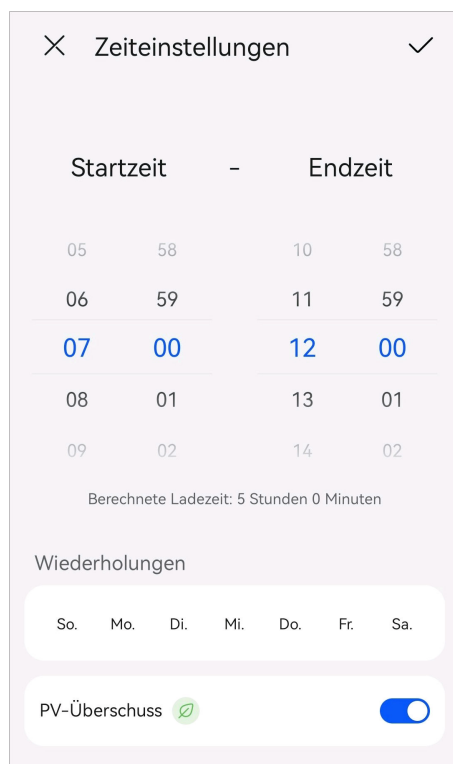 Zeiteinstellungen
Startzeit - Endzeit
05 58 10 58
06 59 11 59
07 00 12 00
08 01 13 01
09 02 14 02
Berechnete Ladezeit: 5 Stunden 0 Minuten
Wiederholungen
So. Mo. Di. Mi. Do. Fr. Sa.
PV-Überschuss